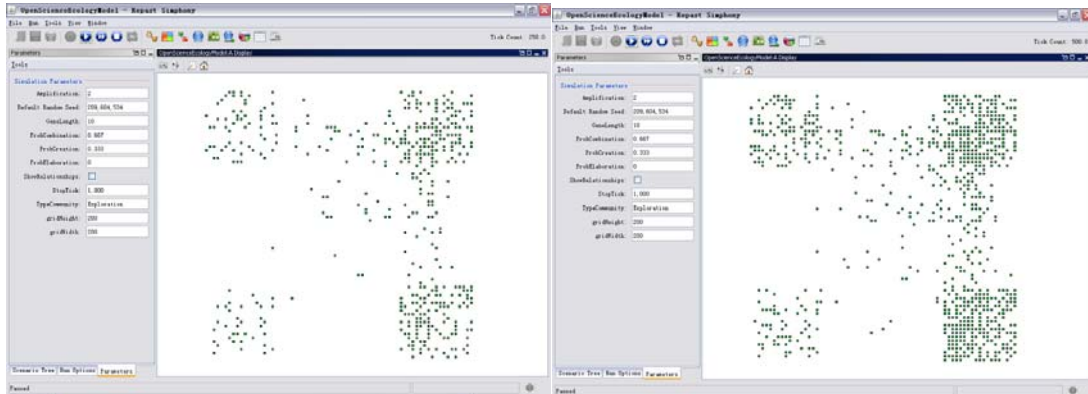 OpenScienceEcologyModel - Repast Simphony
File Run Tools View Window
Tick Count: 250.0
Parameters
OpenScienceEcologyModel A Display
Tools
Simulation Parameters
Amplification: 2
Default Random Seed: 209,604,534
GeneLength: 10
ProbCombination: 0.667
ProbCreation: 0.333
ProbElaboration: 0
ShowRelationships:
StopTick: 1,000
TypeCommunity: Exploration
gridHeight: 200
gridWidth: 200
Scenario Tree Run Options Parameters
Paused
OpenScienceEcologyModel - Repast Simphony
File Run Tools View Window
Tick Count: 500.0
Parameters
OpenScienceEcologyModel A Display
Tools
Simulation Parameters
Amplification: 2
Default Random Seed: 209,604,534
GeneLength: 10
ProbCombination: 0.667
ProbCreation: 0.333
ProbElaboration: 0
ShowRelationships:
StopTick: 1,000
TypeCommunity: Exploration
gridHeight: 200
gridWidth: 200
Scenario Tree Run Options Parameters
Paused